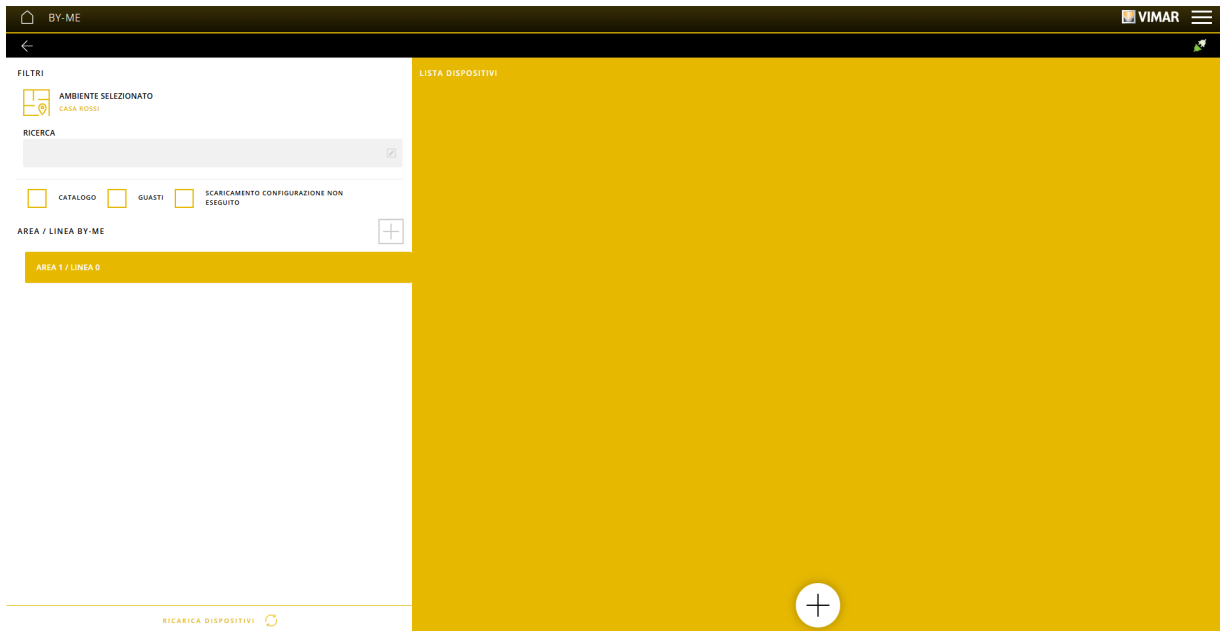 BY-ME
VIMAR
FILTRI
AMBIENTE SELEZIONATO
CASA ROSSI
RICERCA
CATALOGO
GUASTI
SCARICAMENTO CONFIGURAZIONE NON
ESEGUITO
AREA / LINEA BY-ME
AREA 1 / LINEA 0
RICARICA DISPOSITIVI
LISTA DISPOSITIVI